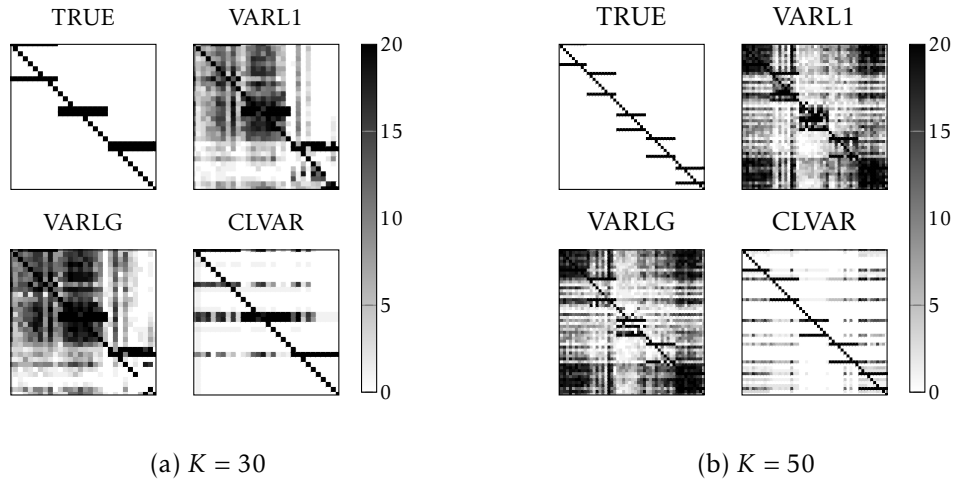 TRUE VARL1
20
15
10
5
0
VARLG CLVAR
(a) K = 30
TRUE VARL1
20
15
10
5
0
VARLG CLVAR
(b) K = 50